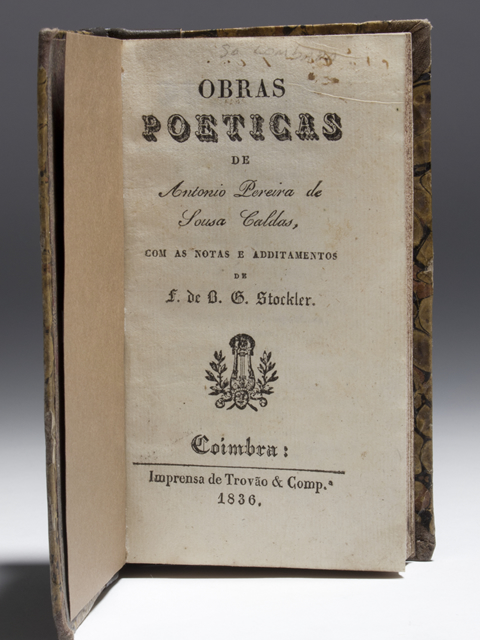 OBRAS
POETICAS
DE
Antonio Pereira de
Sousa Caldas,
COM AS NOTAS E ADDITAMENTOS
DE
F. de B. G. Stockler.
Coimbra:
Imprensa de Trovão & Comp.ª
1836.